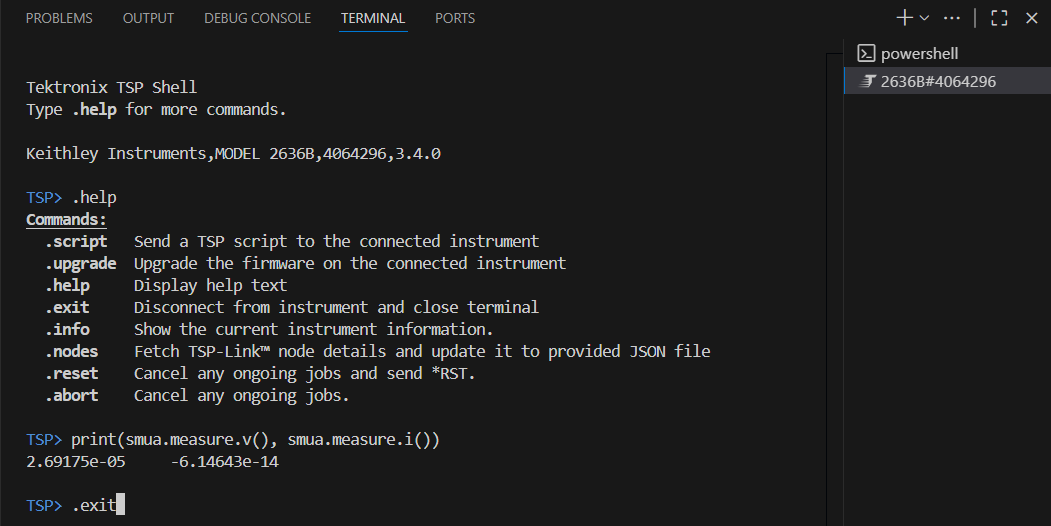 PROBLEMS OUTPUT DEBUG CONSOLE TERMINAL PORTS
Tektronix TSP Shell
Type .help for more commands.
Keithley Instruments,MODEL 2636B,4064296,3.4.0
TSP> .help
Commands:
.script Send a TSP script to the connected instrument
.upgrade Upgrade the firmware on the connected instrument
.help Display help text
.exit Disconnect from instrument and close terminal
.info Show the current instrument information.
.nodes Fetch TSP-Link™ node details and update it to provided JSON file
.reset Cancel any ongoing jobs and send *RST.
.abort Cancel any ongoing jobs.
TSP> print(smua.measure.v(), smua.measure.i())
2.69175e-05 -6.14643e-14
TSP> .exit
powershell
2636B#4064296